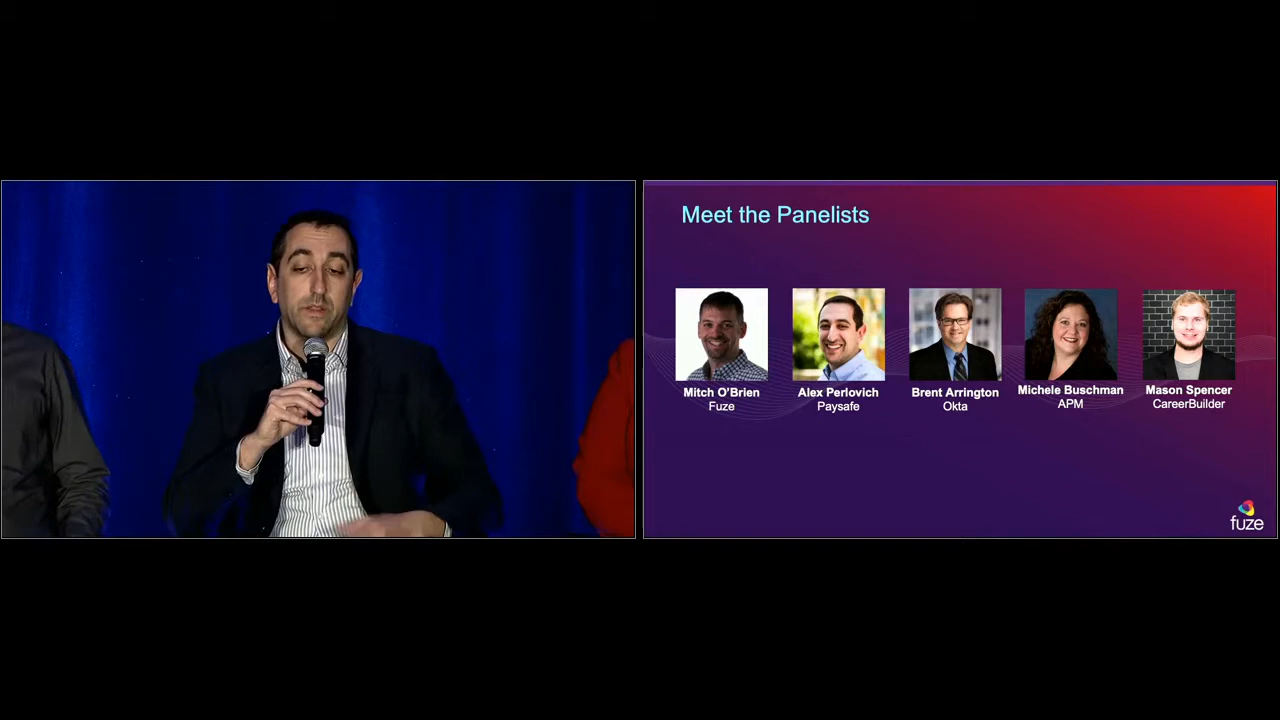 Meet the Panelists
Mitch O'Brien
Fuze
Alex Perlovich
Paysafe
Brent Arrington
Okta
Michele Buschman
APM
Mason Spencer
CareerBuilder
fuze